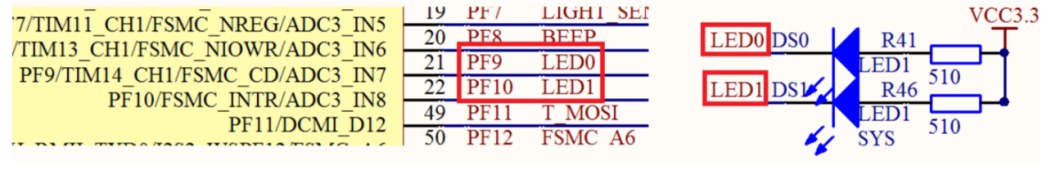 7/TIM11_CH1/FSMC_NREG/ADC3_IN5 19 PF7
/TIM13_CH1/FSMC_NIOWR/ADC3_IN6 20 PF8 BEEP
PF9/TIM14_CH1/FSMC_CD/ADC3_IN7 21 PF9 LED0
PF10/FSMC_INTR/ADC3_IN8 22 PF10 LED1
PF11/DCMI_D12 49 PF11 T_MOSI
50 PF12 FSMC_A6
VCC3.3
LED0 DS0 R41
LED1 510
LED1 DS1 R46
LED1 510
SYS